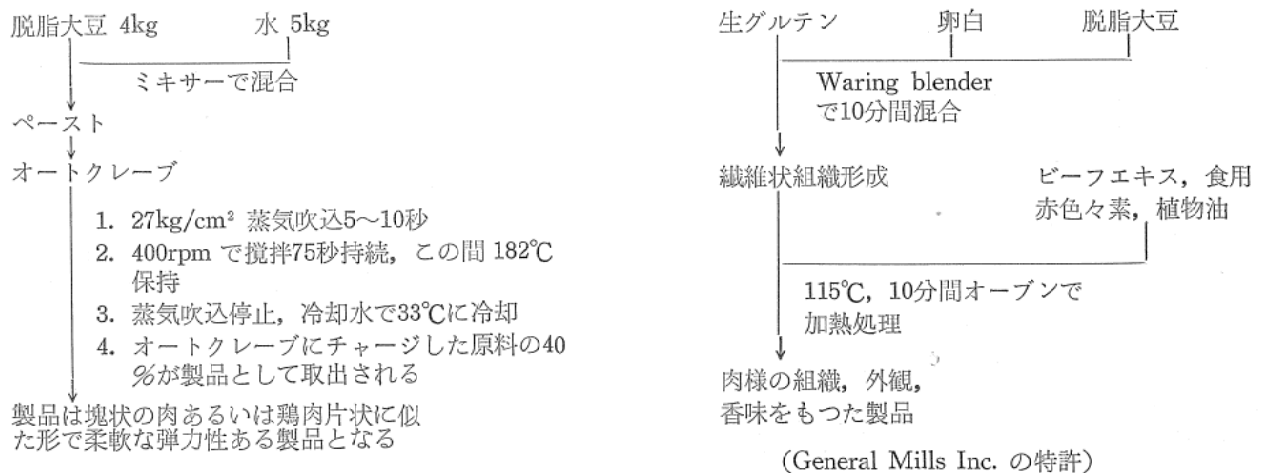 脱脂大豆 4kg
水 5kg
ミキサーで混合
ペースト
オートクレーブ
1. 27kg/cm² 蒸気吹込5～10秒
2. 400rpm で撹拌75秒持続，この間 182℃
保持
3. 蒸気吹込停止，冷却水で33℃に冷却
4. オートクレーブにチャージした原料の40
％が製品として取出される
製品は塊状の肉あるいは鶏肉片状に似
た形で柔軟な弾力性ある製品となる
生グルテン
卵白
脱脂大豆
Waring blender
で10分間混合
繊維状組織形成
ビーフエキス，食用
赤色々素，植物油
115℃，10分間オーブンで
加熱処理
肉様の組織，外観，
香味をもつた製品
(General Mills Inc. の特許)